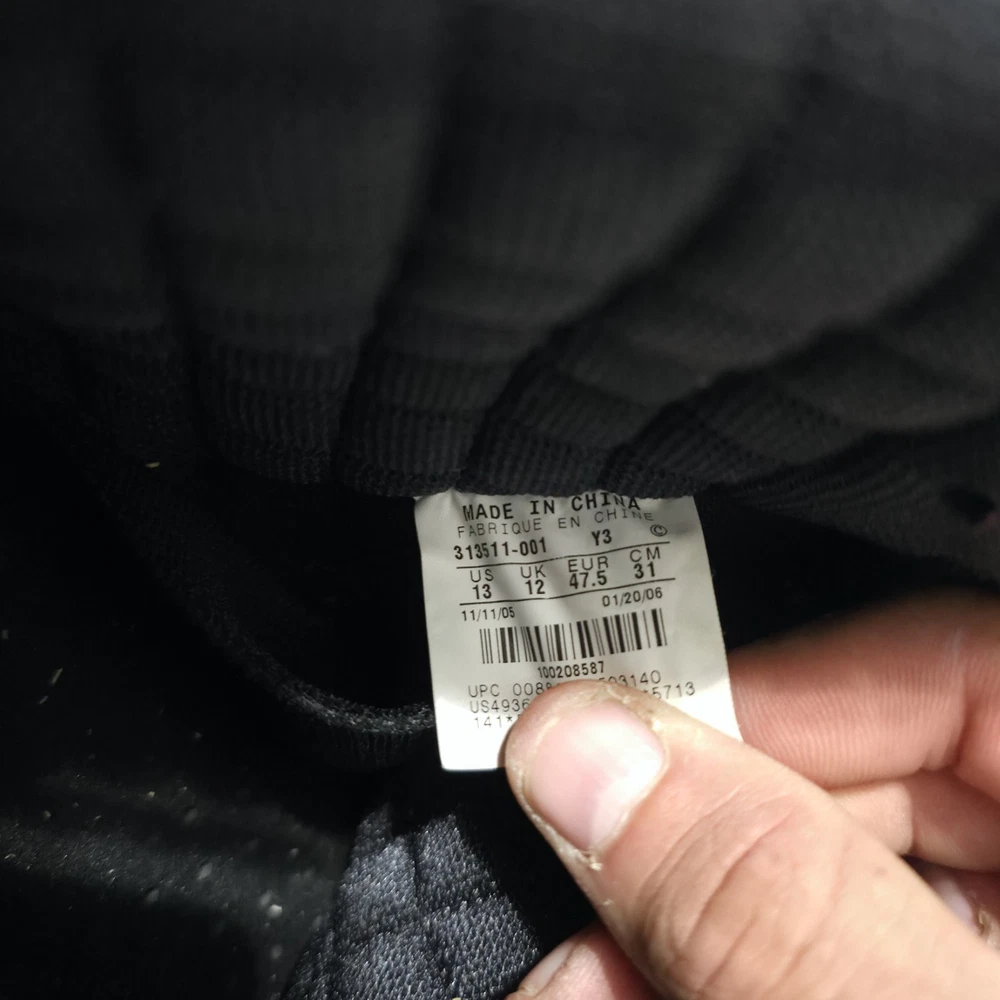 MADE IN CHINA
FABRIQUE EN CHINE
313511-001 Y3 ©
US UK EUR CM
13 12 47.5 31
11/11/05 01/20/06
100208587
UPC